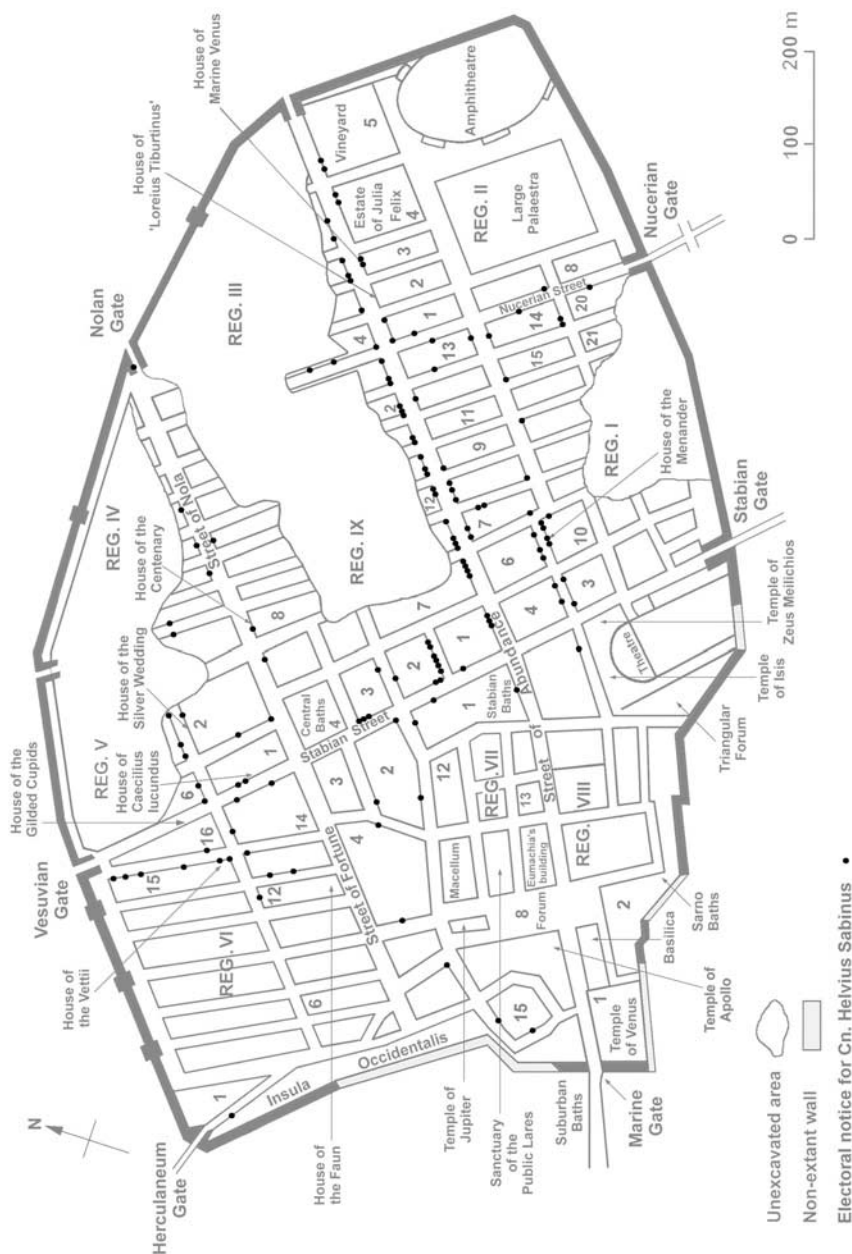 N
Herculaneum
Gate
Vesuvian
Gate
Nolan
Gate
House of
the Vettii
House of the
Gilded Cupids
House of
Caecilius
Iucundus
House of the
Silver Wedding
House of the
Centenary
House of
'Loreius Tiburtinus'
House of
Marine Venus
REG. VI
REG. V
REG. IV
REG. III
REG. IX
REG. VII
REG. VIII
REG. I
REG. II
1
6
12
15
16
14
6
1
2
8
Insula Occidentalis
Street of Fortune
Street of Nola
Stabian Street
Street of Abundance
Nucerian Street
House of
the Faun
Central
Baths
4
3
4
2
3
2
1
7
12
13
1
Stabian
Baths
Macellum
Eumachia's
building
8
Forum
15
12
2
4
Vineyard
5
Estate
of Julia
Felix
4
3
2
1
13
11
9
7
6
4
3
10
15
14
8
20
21
Amphitheatre
Large
Palaestra
Temple of
Jupiter
Sanctuary
of the
Public Lares
Suburban
Baths
Marine
Gate
1
Temple
of Venus
2
Temple of
Apollo
Basilica
Sarno
Baths
Triangular
Forum
Theatre
Temple
of Isis
Temple of
Zeus Meilichios
Stabian
Gate
House of the
Menander
Nucerian
Gate
Unexcavated area
Non-extant wall
Electoral notice for Cn. Helvius Sabinus
0 100 200 m